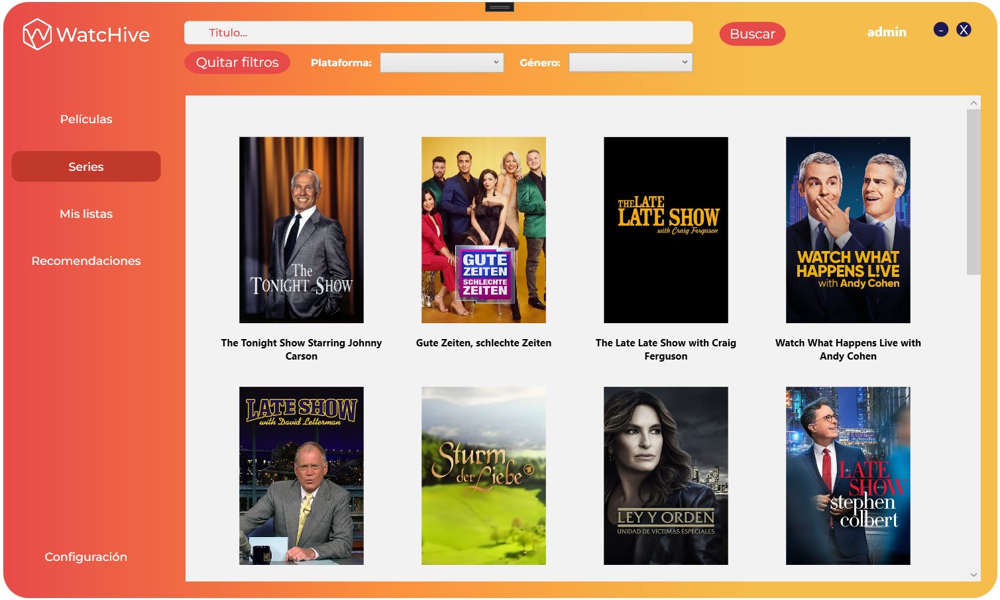 WatcHive
Titulo...
Buscar
admin
-
X
Quitar filtros
Plataforma:
Género:
Películas
Series
Mis listas
Recomendaciones
Configuración
The
TONIGHT SHOW
GUTE
ZEITEN
SCHLECHTE
ZEITEN
THE LATE
LATE SHOW
with Craig Ferguson
WATCH WHAT
HAPPENS L!VE
with Andy Cohen
The Tonight Show Starring Johnny
Carson
Gute Zeiten, schlechte Zeiten
The Late Late Show with Craig
Ferguson
Watch What Happens Live with
Andy Cohen
LATE SHOW
with David Letterman
Sturm
der Liebe
LEY Y ORDEN
UNIDAD DE VÍCTIMAS ESPECIALES
the
LATE
SHOW
with
stephen
colbert